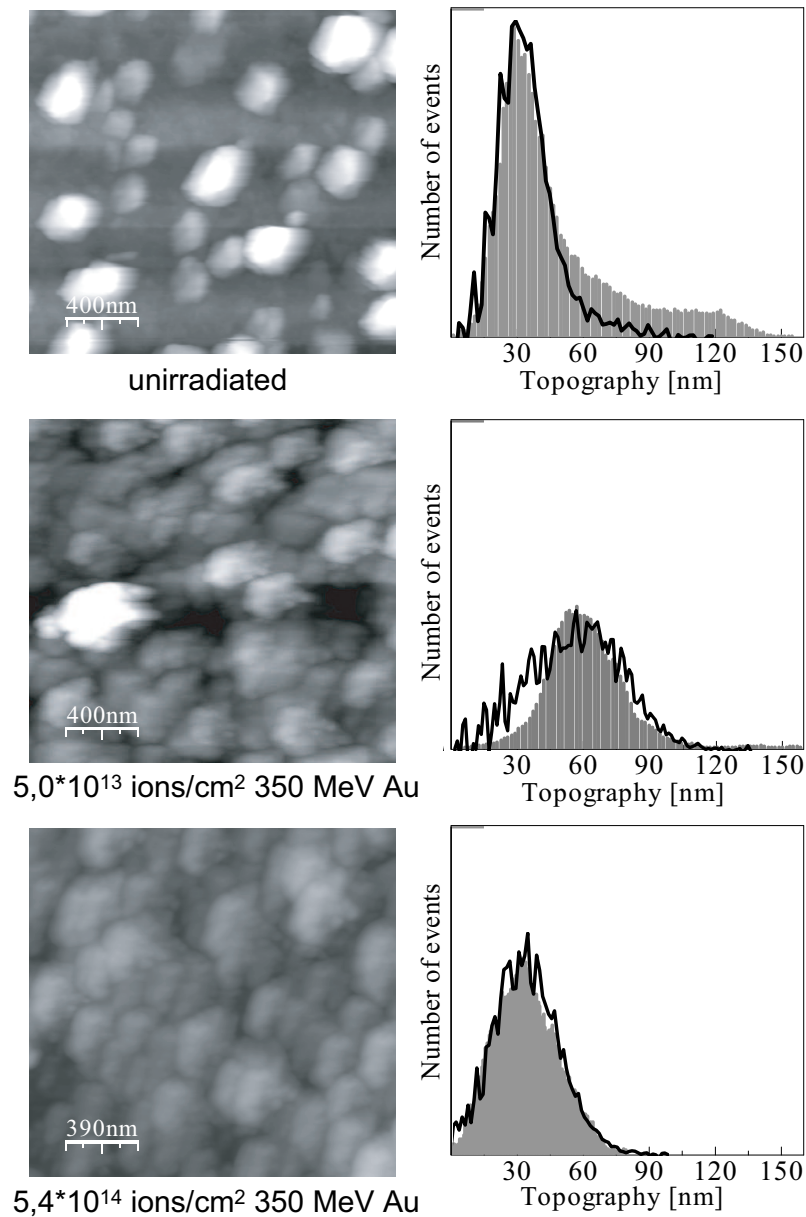 400nm
unirradiated
Number of events
30 60 90 120 150
Topography [nm]
400nm
5,0*10¹³ ions/cm² 350 MeV Au
Number of events
30 60 90 120 150
Topography [nm]
390nm
5,4*10¹⁴ ions/cm² 350 MeV Au
Number of events
30 60 90 120 150
Topography [nm]